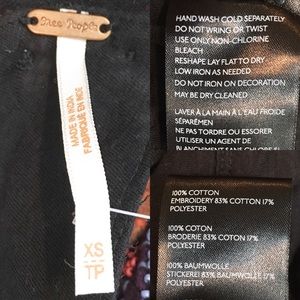 Free People
MADE IN INDIA
FABRIQUÉ EN INDE
XS
TP
HAND WASH COLD SEPARATELY
DO NOT WRING OR TWIST
USE ONLY NON-CHLORINE
BLEACH
RESHAPE LAY FLAT TO DRY
LOW IRON AS NEEDED
DO NOT IRON ON DECORATION
MAY BE DRY CLEANED
LAVER À LA MAIN À L'EAU FROIDE
SÉPARÉMEN
NE PAS TORDRE OU ESSORER
UTILISER UN AGENT DE
BLANCHIMENT SANS CHLORE SI
100% COTTON
EMBROIDERY 83% COTTON 17%
POLYESTER
100% COTON
BRODERIE 83% COTON 17%
POLYESTER
100% BAUMWOLLE
STICKEREI 83% BAUMWOLLE 17%
POLYESTER